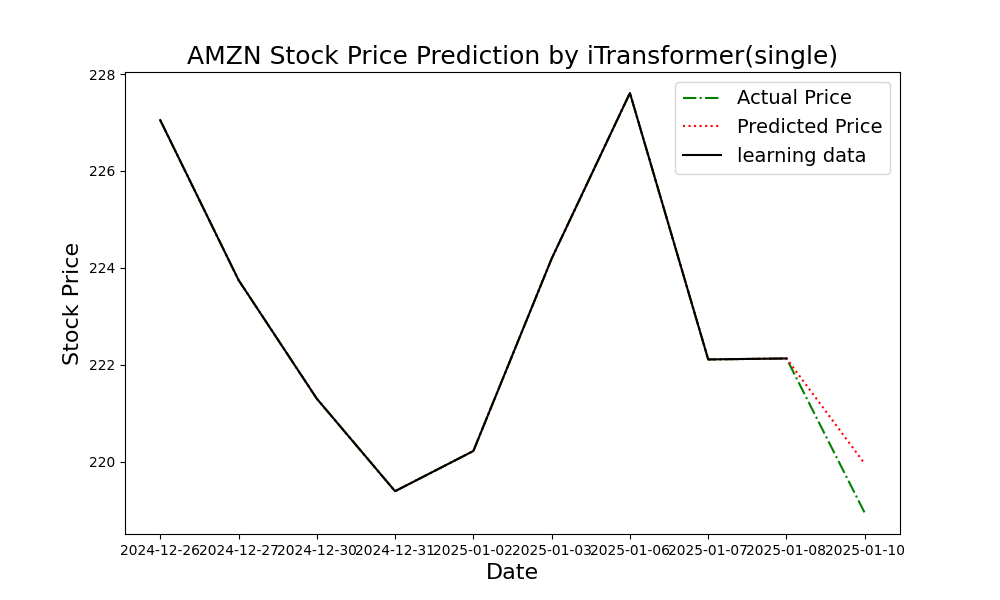 AMZN Stock Price Prediction by iTransformer(single)
228
226
224
222
220
Stock Price
Actual Price
Predicted Price
learning data
2024-12-26 2024-12-27 2024-12-30 2024-12-31 2025-01-02 2025-01-03 2025-01-06 2025-01-07 2025-01-08 2025-01-10
Date